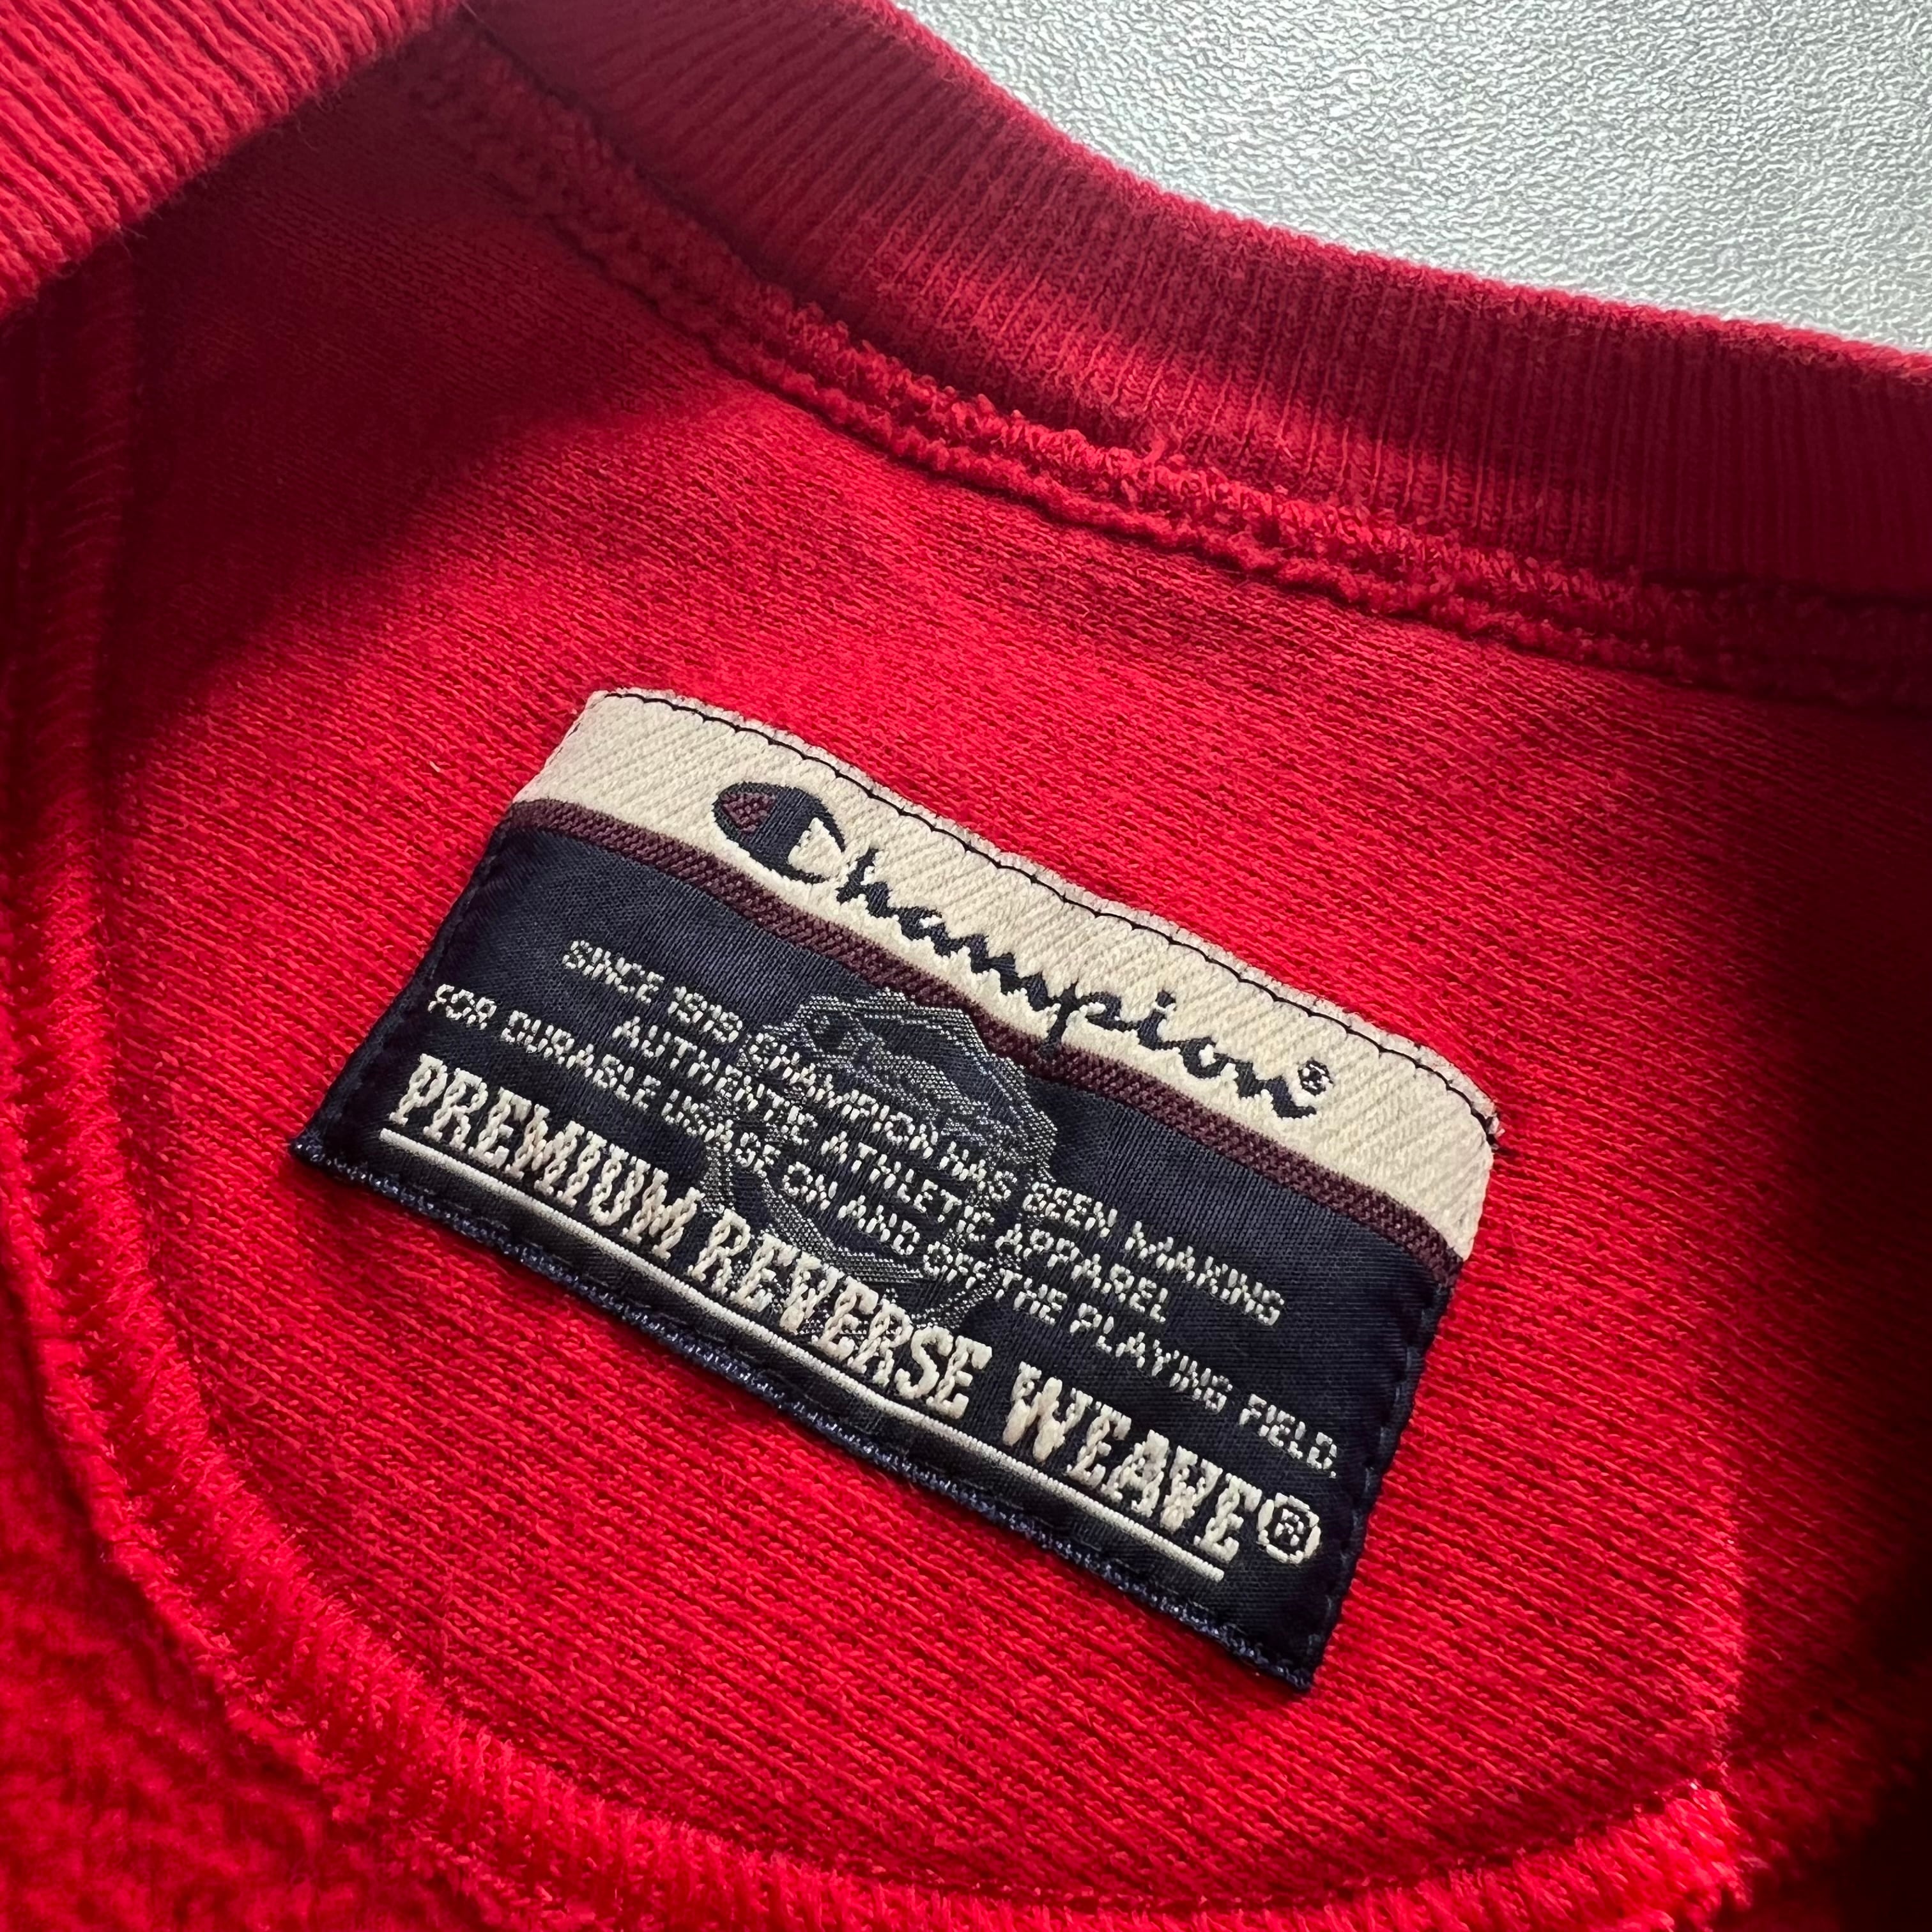 Champion®
SINCE 1919 CHAMPION HAS BEEN MAKING
AUTHENTIC ATHLETIC APPAREL
FOR DURABLE USAGE ON AND OFF THE PLAYING FIELD.
PREMIUM REVERSE WEAVE®